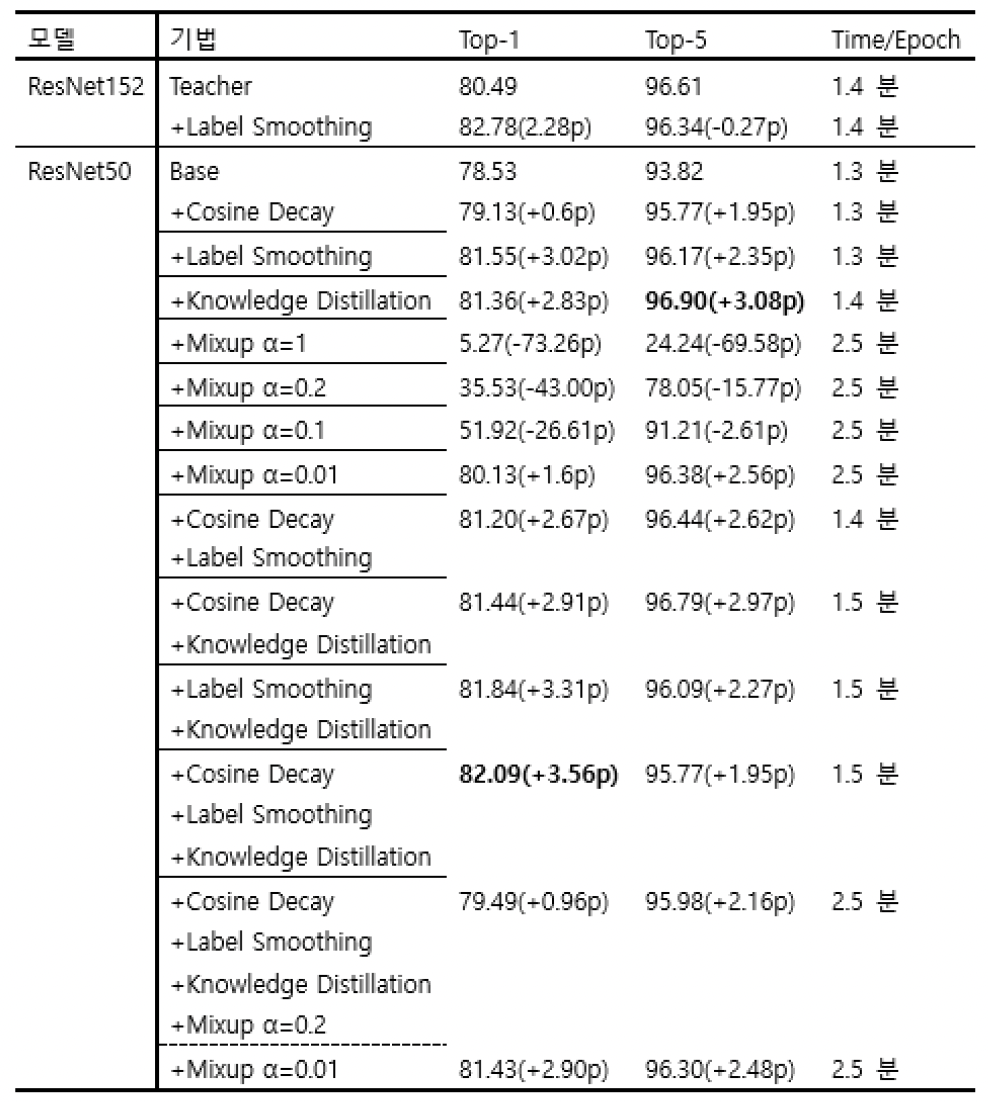 모델 기법 Top-1 Top-5 Time/Epoch
ResNet152 Teacher 80.49 96.61 1.4 분
+Label Smoothing 82.78(2.28p) 96.34(-0.27p) 1.4 분
ResNet50 Base 78.53 93.82 1.3 분
+Cosine Decay 79.13(+0.6p) 95.77(+1.95p) 1.3 분
+Label Smoothing 81.55(+3.02p) 96.17(+2.35p) 1.3 분
+Knowledge Distillation 81.36(+2.83p) 96.90(+3.08p) 1.4 분
+Mixup α=1 5.27(-73.26p) 24.24(-69.58p) 2.5 분
+Mixup α=0.2 35.53(-43.00p) 78.05(-15.77p) 2.5 분
+Mixup α=0.1 51.92(-26.61p) 91.21(-2.61p) 2.5 분
+Mixup α=0.01 80.13(+1.6p) 96.38(+2.56p) 2.5 분
+Cosine Decay 81.20(+2.67p) 96.44(+2.62p) 1.4 분
+Label Smoothing
+Cosine Decay 81.44(+2.91p) 96.79(+2.97p) 1.5 분
+Knowledge Distillation
+Label Smoothing 81.84(+3.31p) 96.09(+2.27p) 1.5 분
+Knowledge Distillation
+Cosine Decay 82.09(+3.56p) 95.77(+1.95p) 1.5 분
+Label Smoothing
+Knowledge Distillation
+Cosine Decay 79.49(+0.96p) 95.98(+2.16p) 2.5 분
+Label Smoothing
+Knowledge Distillation
+Mixup α=0.2
+Mixup α=0.01 81.43(+2.90p) 96.30(+2.48p) 2.5 분